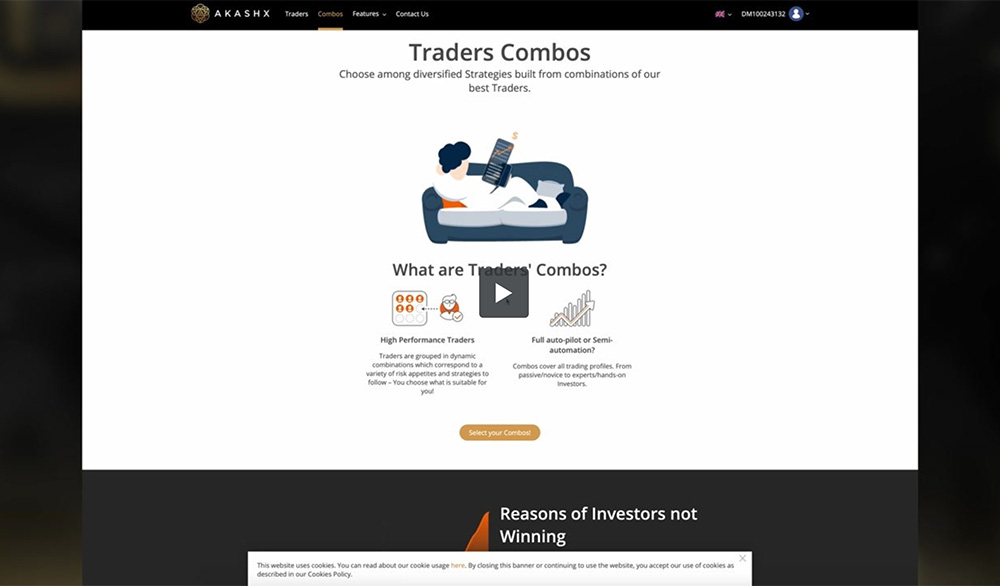 AKASHX Traders Combos Features Contact Us DM100243132
Traders Combos
Choose among diversified Strategies built from combinations of our
best Traders.
$
What are Traders' Combos?
High Performance Traders
Traders are grouped in dynamic
combinations which correspond to a
variety of risk appetites and strategies to
follow – You choose what is suitable for
you!
Full auto-pilot or Semi-
automation?
Combos cover all trading profiles. From
passive/novice to experts/hands-on
Investors.
Select your Combos!
Reasons of Investors not
Winning
This website uses cookies. You can read about our cookie usage here. By closing this banner or continuing to use the website, you accept our use of cookies as
described in our Cookies Policy.